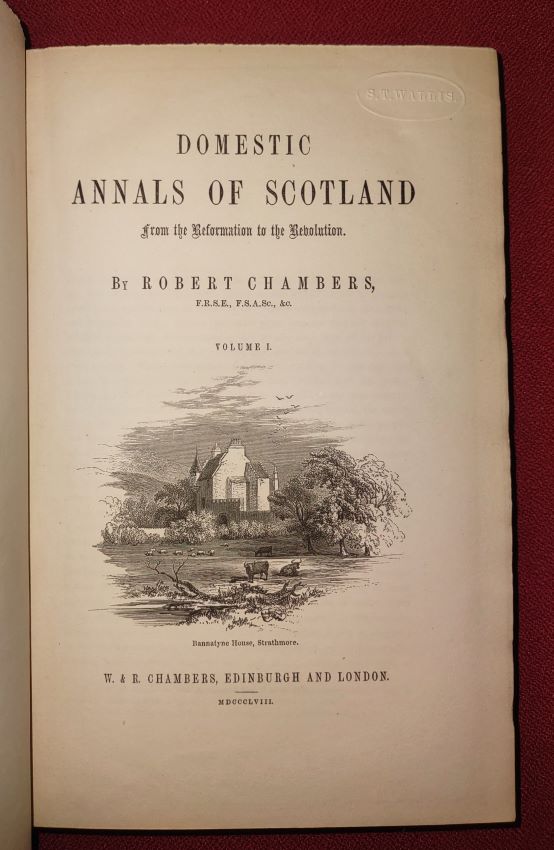 S.T.WALLIS.
DOMESTIC
ANNALS OF SCOTLAND
From the Reformation to the Revolution.
BY ROBERT CHAMBERS,
F.R.S.E., F.S.A.Sc., &c.
VOLUME I.
Bannatyne House, Strathmore.
W. & R. CHAMBERS, EDINBURGH AND LONDON.
MDCCCLVIII.